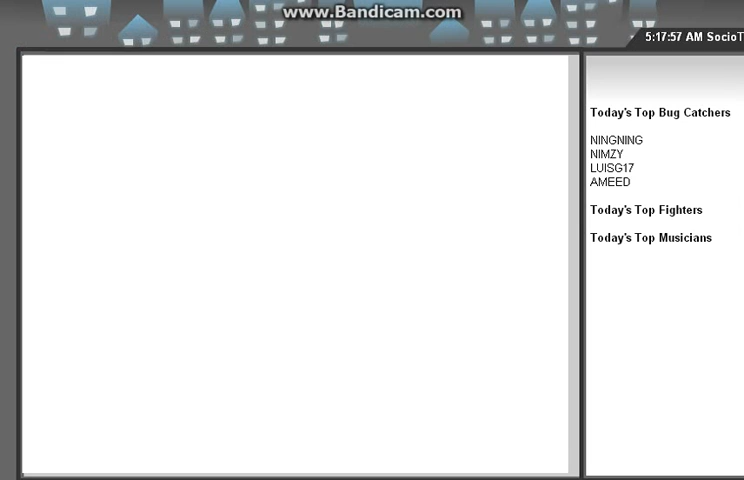 www.Bandicam.com
5:17:57 AM SocioT
Today's Top Bug Catchers
NINGNING
NIMZY
LUISG17
AMEED
Today's Top Fighters
Today's Top Musicians